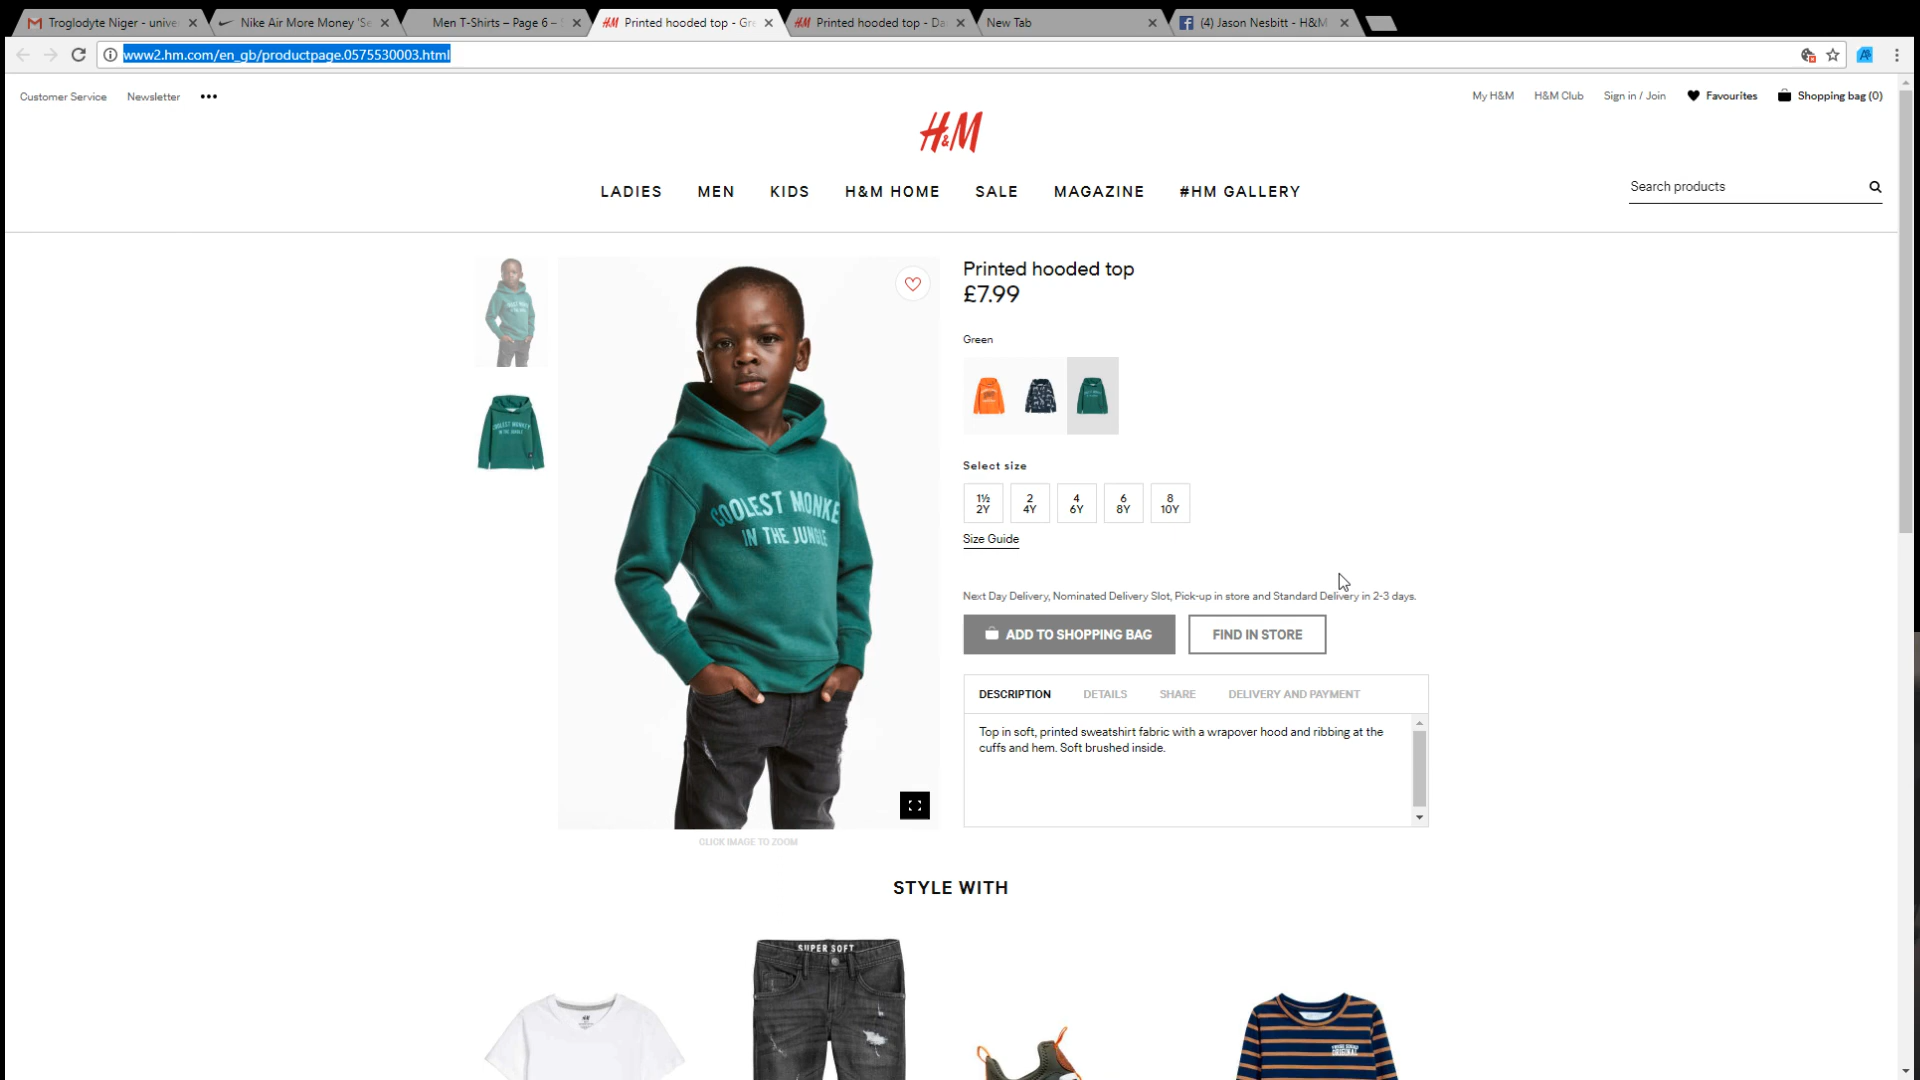 Troglodyte Niger - unive
Nike Air More Money 'Se
Men T-Shirts – Page 6 –
Printed hooded top - Gre
Printed hooded top - Da
New Tab
(4) Jason Nesbitt - H&M
www2.hm.com/en_gb/productpage.0575530003.html
Customer Service Newsletter •••
My H&M H&M Club Sign in / Join Favourites Shopping bag (0)
H&M
LADIES MEN KIDS H&M HOME SALE MAGAZINE #HM GALLERY
Search products
Printed hooded top
£7.99
Green
COOLEST MONKEY
IN THE JUNGLE
COOLEST MONKE
IN THE JUNGLE
Select size
1½ 2 4 6 8
2Y 4Y 6Y 8Y 10Y
Size Guide
Next Day Delivery, Nominated Delivery Slot, Pick-up in store and Standard Delivery in 2-3 days.
ADD TO SHOPPING BAG FIND IN STORE
DESCRIPTION DETAILS SHARE DELIVERY AND PAYMENT
Top in soft, printed sweatshirt fabric with a wrapover hood and ribbing at the
cuffs and hem. Soft brushed inside.
CLICK IMAGE TO ZOOM
STYLE WITH
SUPER SOFT